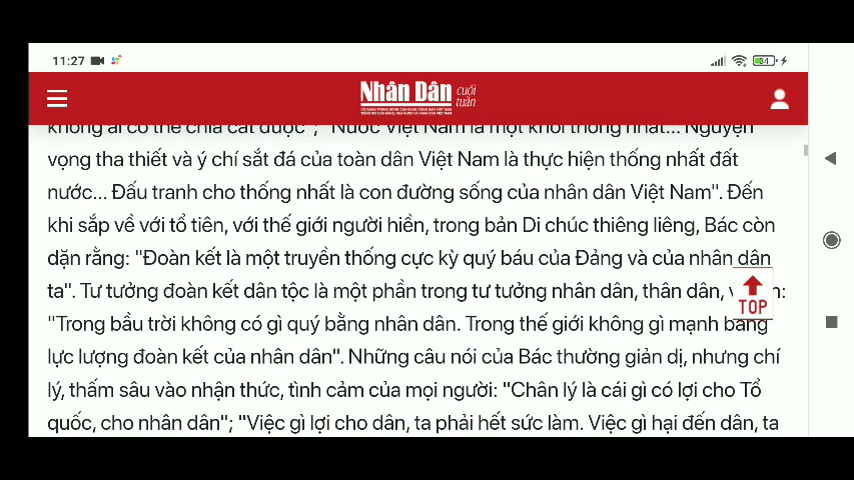 11:27
34
Nhân Dân cuối tuần
không ai có thể chia cắt được"; "Nước Việt Nam là một khối thống nhất... Nguyện
vọng tha thiết và ý chí sắt đá của toàn dân Việt Nam là thực hiện thống nhất đất
nước... Đấu tranh cho thống nhất là con đường sống của nhân dân Việt Nam". Đến
khi sắp về với tổ tiên, với thế giới người hiền, trong bản Di chúc thiêng liêng, Bác còn
dặn rằng: "Đoàn kết là một truyền thống cực kỳ quý báu của Đảng và của nhân dân
ta". Tư tưởng đoàn kết dân tộc là một phần trong tư tưởng nhân dân, thân dân,
TOP
"Trong bầu trời không có gì quý bằng nhân dân. Trong thế giới không gì mạnh bằng
lực lượng đoàn kết của nhân dân". Những câu nói của Bác thường giản dị, nhưng chí
lý, thấm sâu vào nhận thức, tình cảm của mọi người: "Chân lý là cái gì có lợi cho Tổ
quốc, cho nhân dân"; "Việc gì lợi cho dân, ta phải hết sức làm. Việc gì hại đến dân, ta